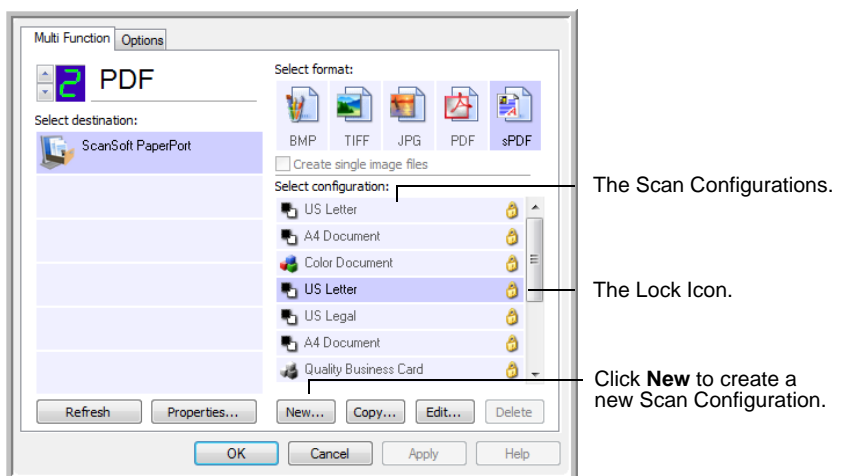 Multi Function
Options
2
PDF
Select destination:
ScanSoft PaperPort
Select format:
BMP TIFF JPG PDF sPDF
Create single image files
Select configuration:
US Letter
A4 Document
Color Document
US Letter
US Legal
A4 Document
Quality Business Card
Refresh
Properties...
New...
Copy...
Edit...
Delete
OK
Cancel
Apply
Help
The Scan Configurations.
The Lock Icon.
Click New to create a
new Scan Configuration.